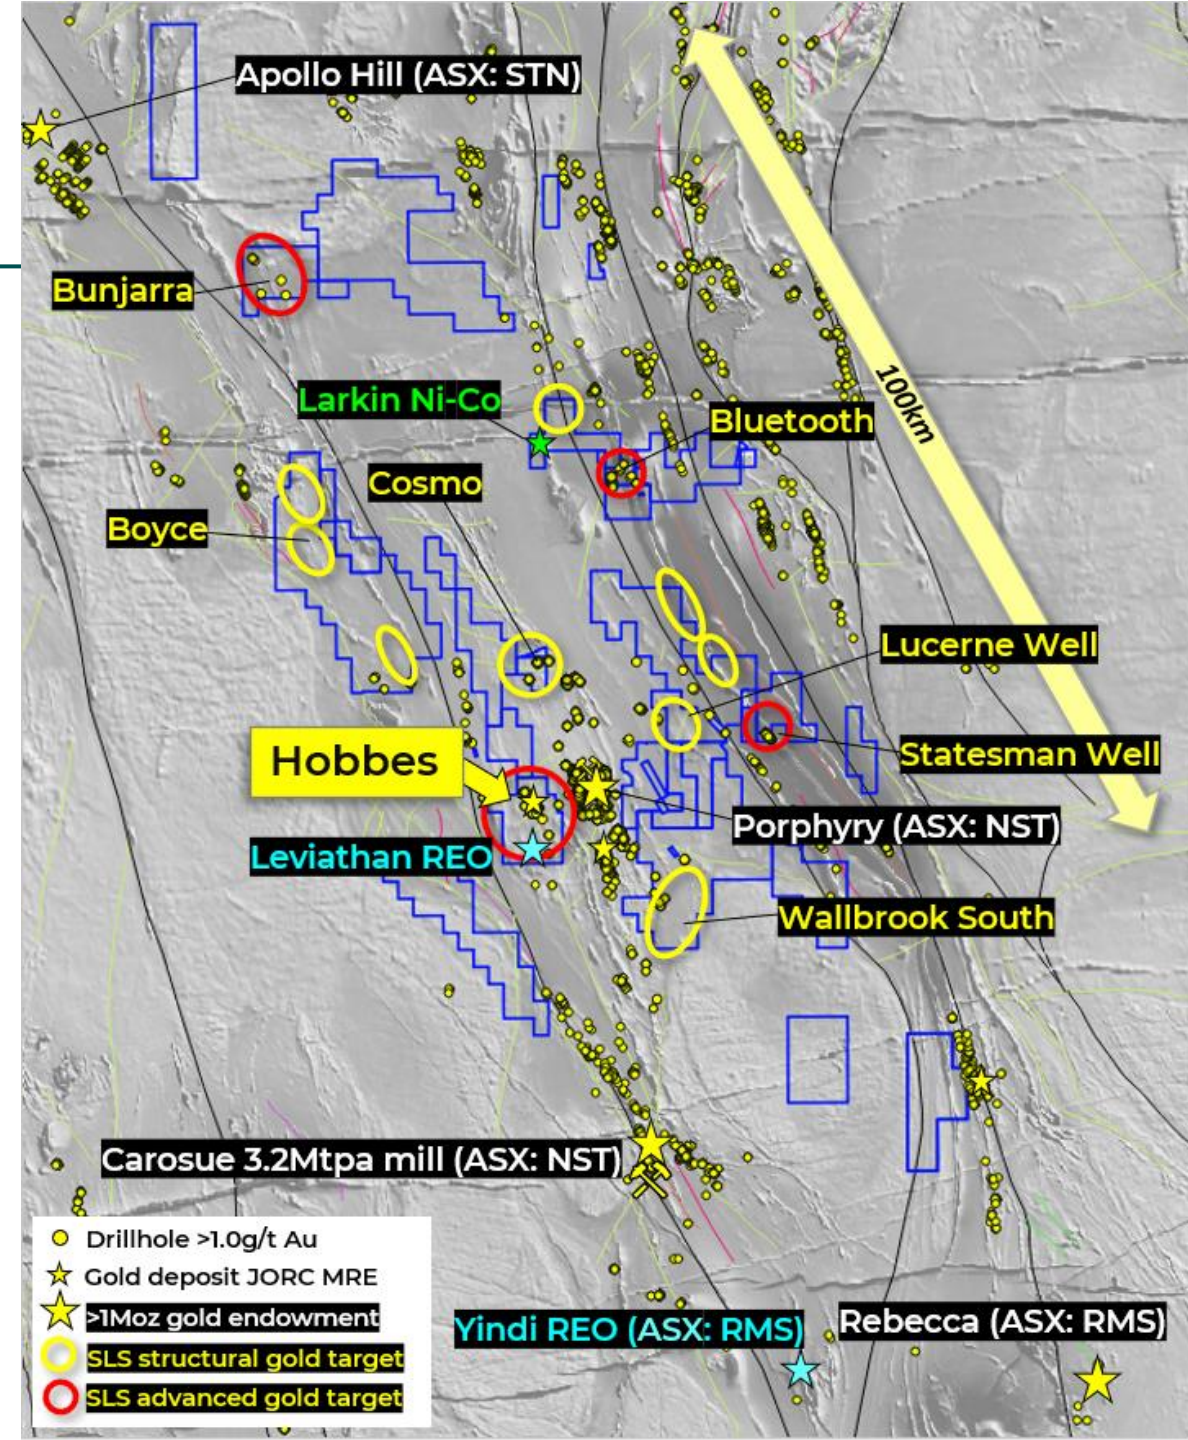 Apollo Hill (ASX: STN)
Bunjarra
Larkin Ni-Co
100km
Bluetooth
Cosmo
Boyce
Lucerne Well
Hobbes
Statesman Well
Porphyry (ASX: NST)
Leviathan REO
Wallbrook South
Carosue 3.2Mtpa mill (ASX: NST)
Drillhole >1.0g/t Au
Gold deposit JORC MRE
>1Moz gold endowment
SLS structural gold target
SLS advanced gold target
Yindi REO (ASX: RMS)
Rebecca (ASX: RMS)